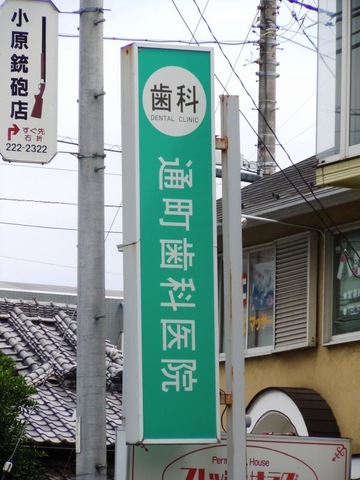 小原銃砲店
すぐ先
右折
222-2322
歯科
DENTAL CLINIC
通町歯科医院
House